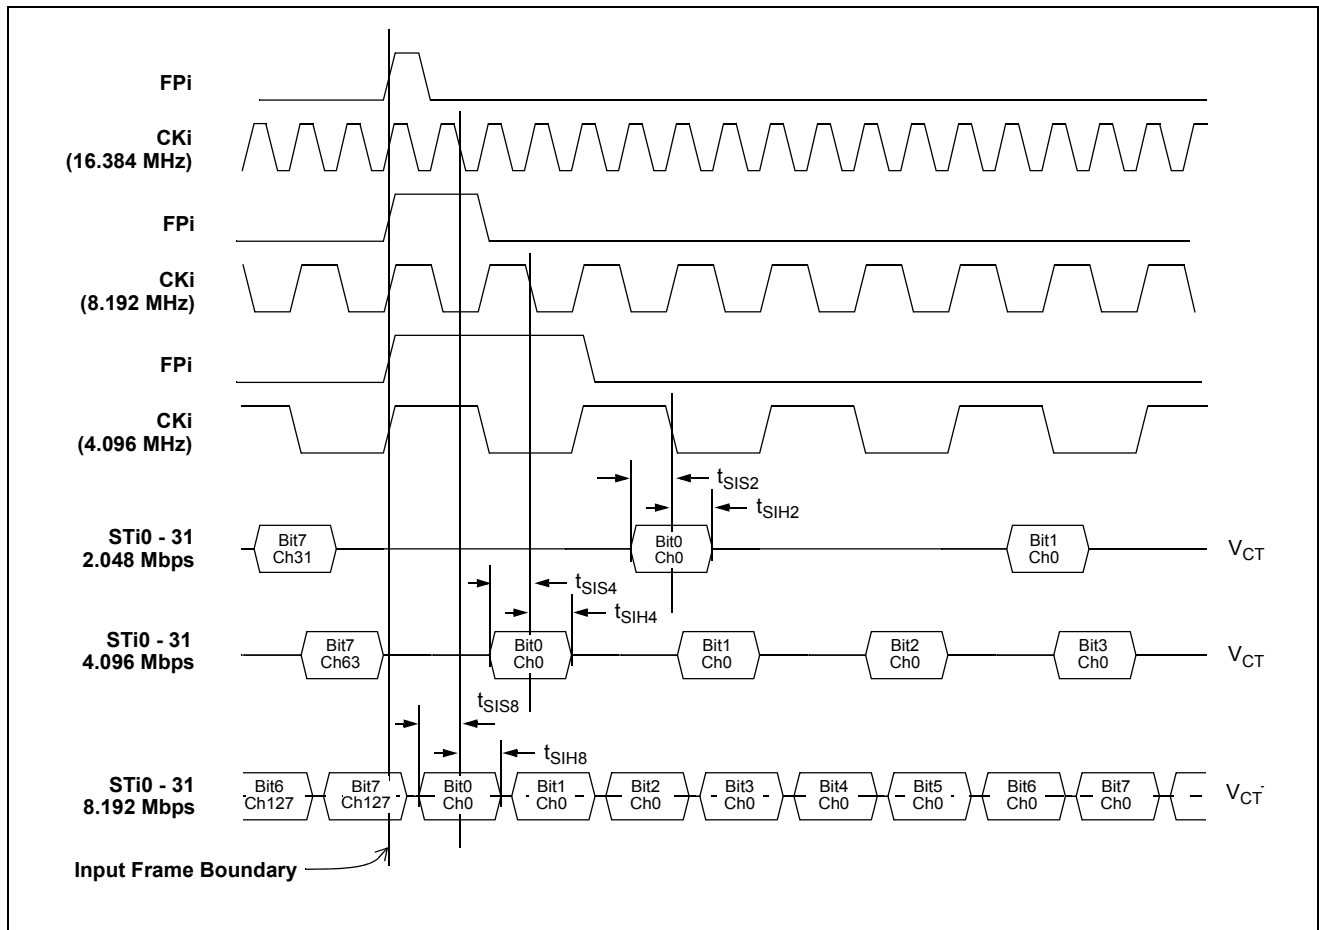 FPi
CKi
(16.384 MHz)
FPi
CKi
(8.192 MHz)
FPi
CKi
(4.096 MHz)
tSIS2
tSIH2
STi0 - 31
2.048 Mbps
Bit7
Ch31
Bit0
Ch0
Bit1
Ch0
VCT
tSIS4
tSIH4
STi0 - 31
4.096 Mbps
Bit7
Ch63
Bit0
Ch0
Bit1
Ch0
Bit2
Ch0
Bit3
Ch0
VCT
tSIS8
tSIH8
STi0 - 31
8.192 Mbps
Bit6
Ch127
Bit7
Ch127
Bit0
Ch0
Bit1
Ch0
Bit2
Ch0
Bit3
Ch0
Bit4
Ch0
Bit5
Ch0
Bit6
Ch0
Bit7
Ch0
VCT
Input Frame Boundary